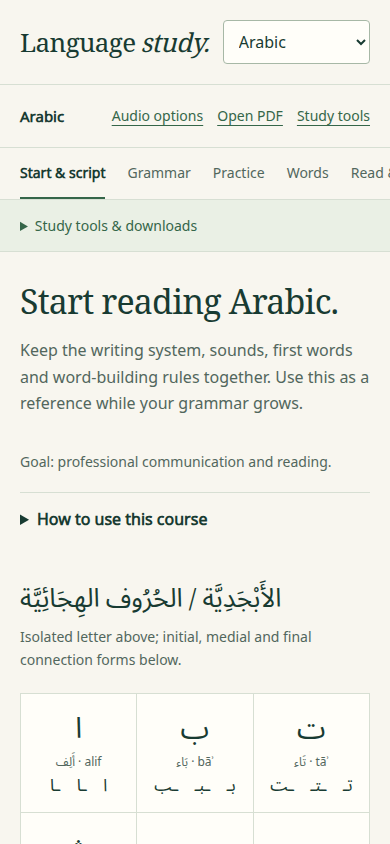 Language study.
Arabic
Arabic
Audio options
Open PDF
Study tools
Start & script
Grammar
Practice
Words
Read
Study tools & downloads
Start reading Arabic.
Keep the writing system, sounds, first words
and word-building rules together. Use this as a
reference while your grammar grows.
Goal: professional communication and reading.
How to use this course
الأَبْجَدِيَّة / الحُرُوف الهِجَائِيَّة
Isolated letter above; initial, medial and final
connection forms below.
ا
أَلِف · alif
ا ـا ـا
ب
بَاء · bāʾ
بـ ـبـ ـب
ت
تَاء · tāʾ
تـ ـتـ ـت